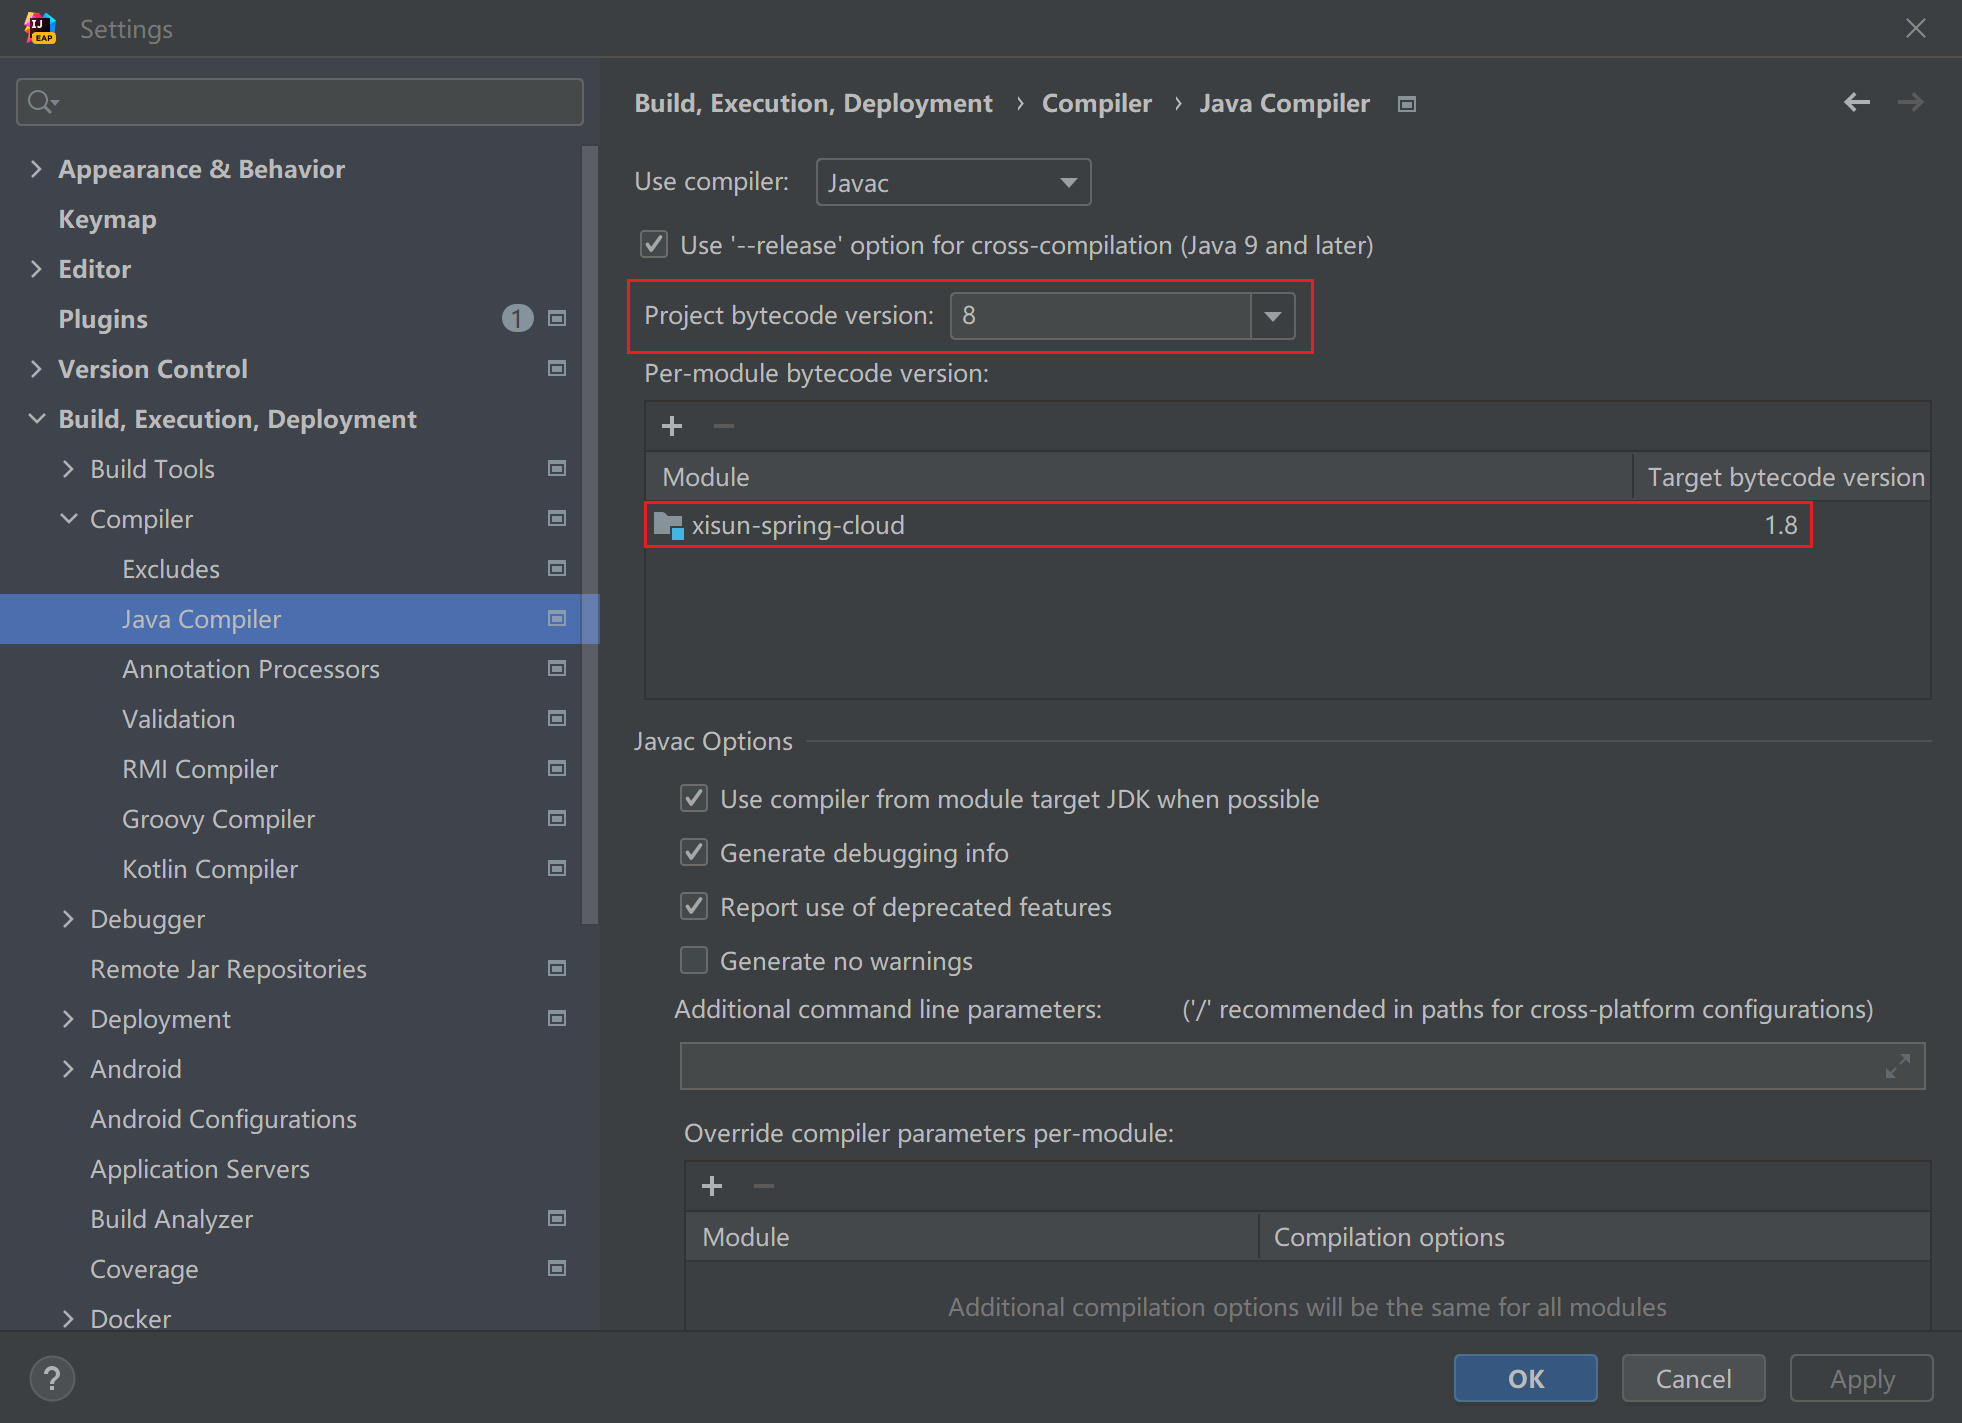 Settings
Appearance & Behavior
Keymap
Editor
Plugins 1
Version Control
Build, Execution, Deployment
Build Tools
Compiler
Excludes
Java Compiler
Annotation Processors
Validation
RMI Compiler
Groovy Compiler
Kotlin Compiler
Debugger
Remote Jar Repositories
Deployment
Android
Android Configurations
Application Servers
Build Analyzer
Coverage
Docker
Build, Execution, Deployment › Compiler › Java Compiler
Use compiler: Javac
Use '--release' option for cross-compilation (Java 9 and later)
Project bytecode version: 8
Per-module bytecode version:
Module Target bytecode version
xisun-spring-cloud 1.8
Javac Options
Use compiler from module target JDK when possible
Generate debugging info
Report use of deprecated features
Generate no warnings
Additional command line parameters: ('/' recommended in paths for cross-platform configurations)
Override compiler parameters per-module:
Module Compilation options
Additional compilation options will be the same for all modules
? OK Cancel Apply
IJ
EAP